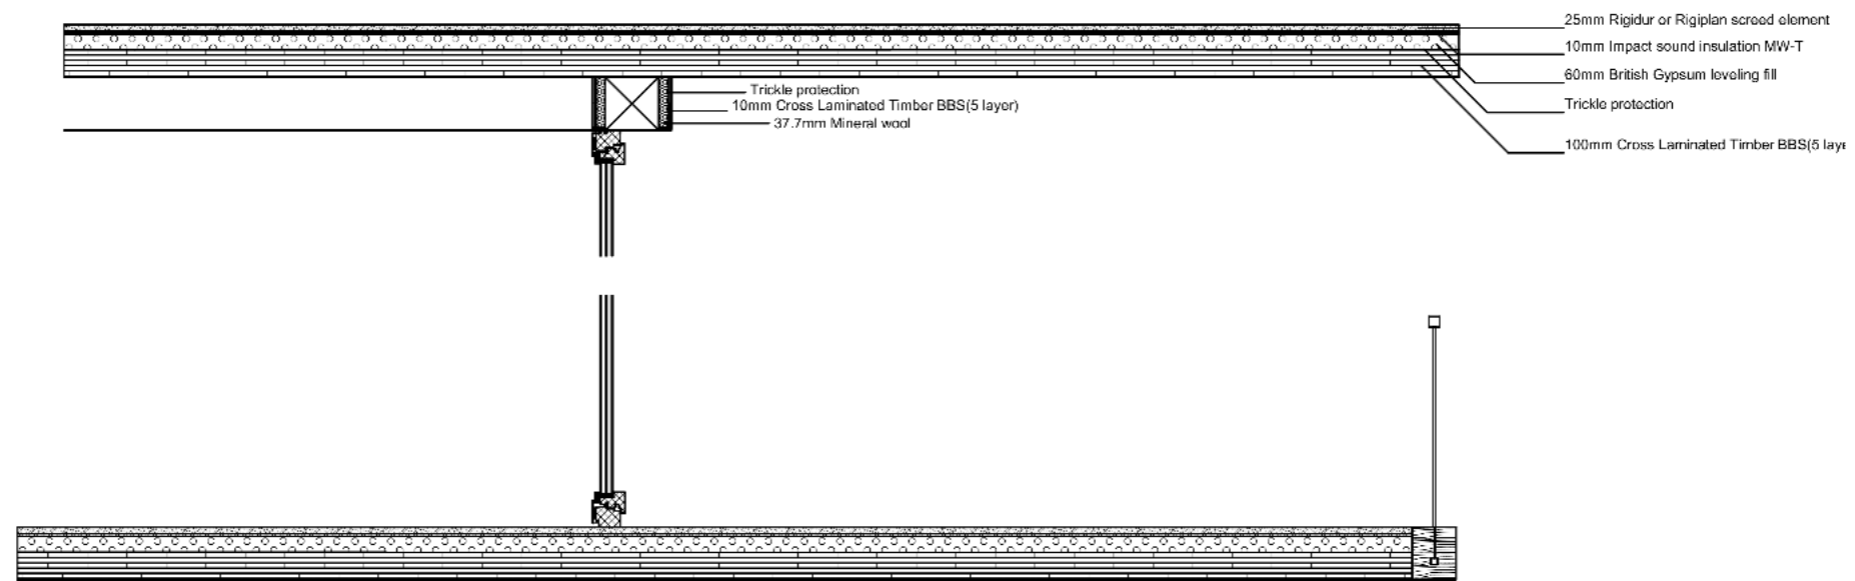 25mm Rigidur or Rigiplan screed element
10mm Impact sound insulation MW-T
60mm British Gypsum leveling fill
Trickle protection
100mm Cross Laminated Timber BBS(5 laye
Trickle protection
10mm Cross Laminated Timber BBS(5 layer)
37.7mm Mineral wool